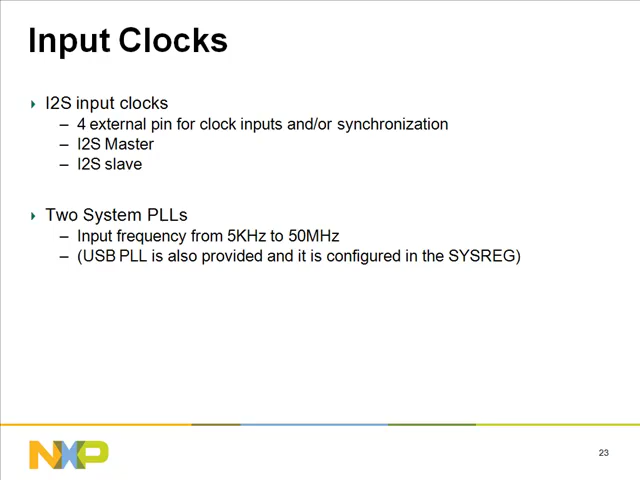 Input Clocks
I2S input clocks
– 4 external pin for clock inputs and/or synchronization
– I2S Master
– I2S slave
Two System PLLs
– Input frequency from 5KHz to 50MHz
– (USB PLL is also provided and it is configured in the SYSREG)
NXP
23